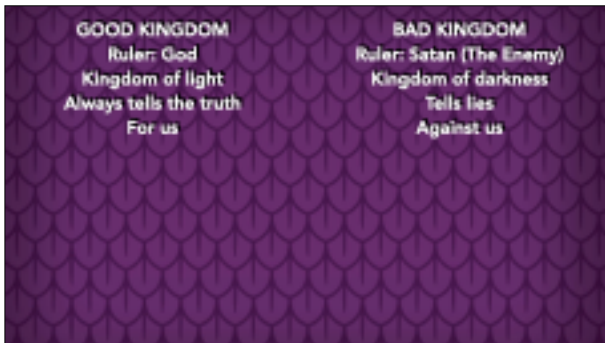 GOOD KINGDOM
Ruler: God
Kingdom of light
Always tells the truth
For us
BAD KINGDOM
Ruler: Satan (The Enemy)
Kingdom of darkness
Tells lies
Against us